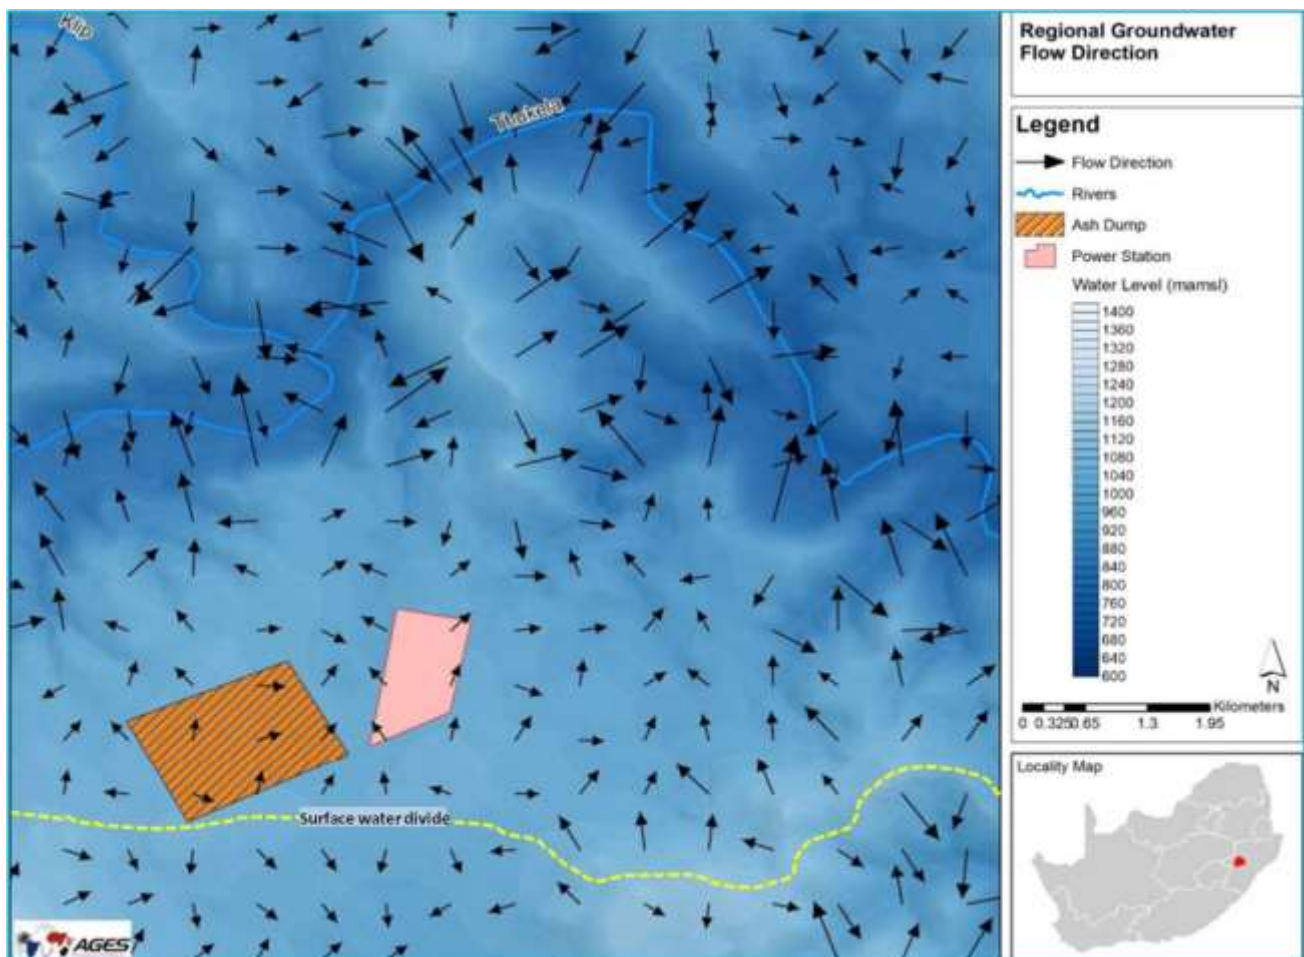 Klip
Thukela
Surface water divide
AGES
Regional Groundwater
Flow Direction
Legend
Flow Direction
Rivers
Ash Dump
Power Station
Water Level (mamsl)
1400
1360
1320
1280
1240
1200
1160
1120
1080
1040
1000
960
920
880
840
800
760
720
680
640
600
N
Kilometers
0 0.325 0.65 1.3 1.95
Locality Map